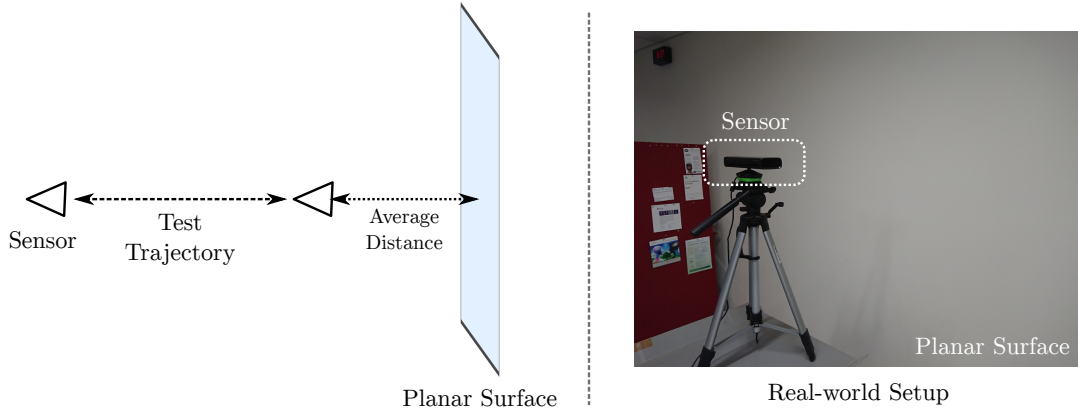 Sensor
Test
Trajectory
Average
Distance
Planar Surface
Sensor
Planar Surface
Real-world Setup